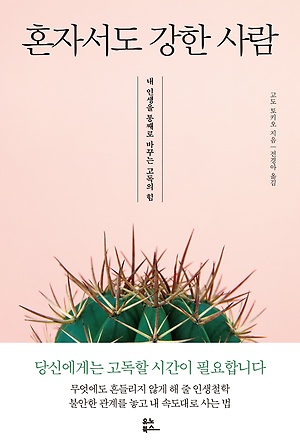 혼자서도 강한 사람
내 인생을 통째로 바꾸는 고독의 힘
고도 토키오 지음 | 전경아 옮김
당신에게는 고독할 시간이 필요합니다
무엇에도 흔들리지 않게 해 줄 인생철학
불안한 관계를 놓고 내 속도대로 사는 법
유노
북스